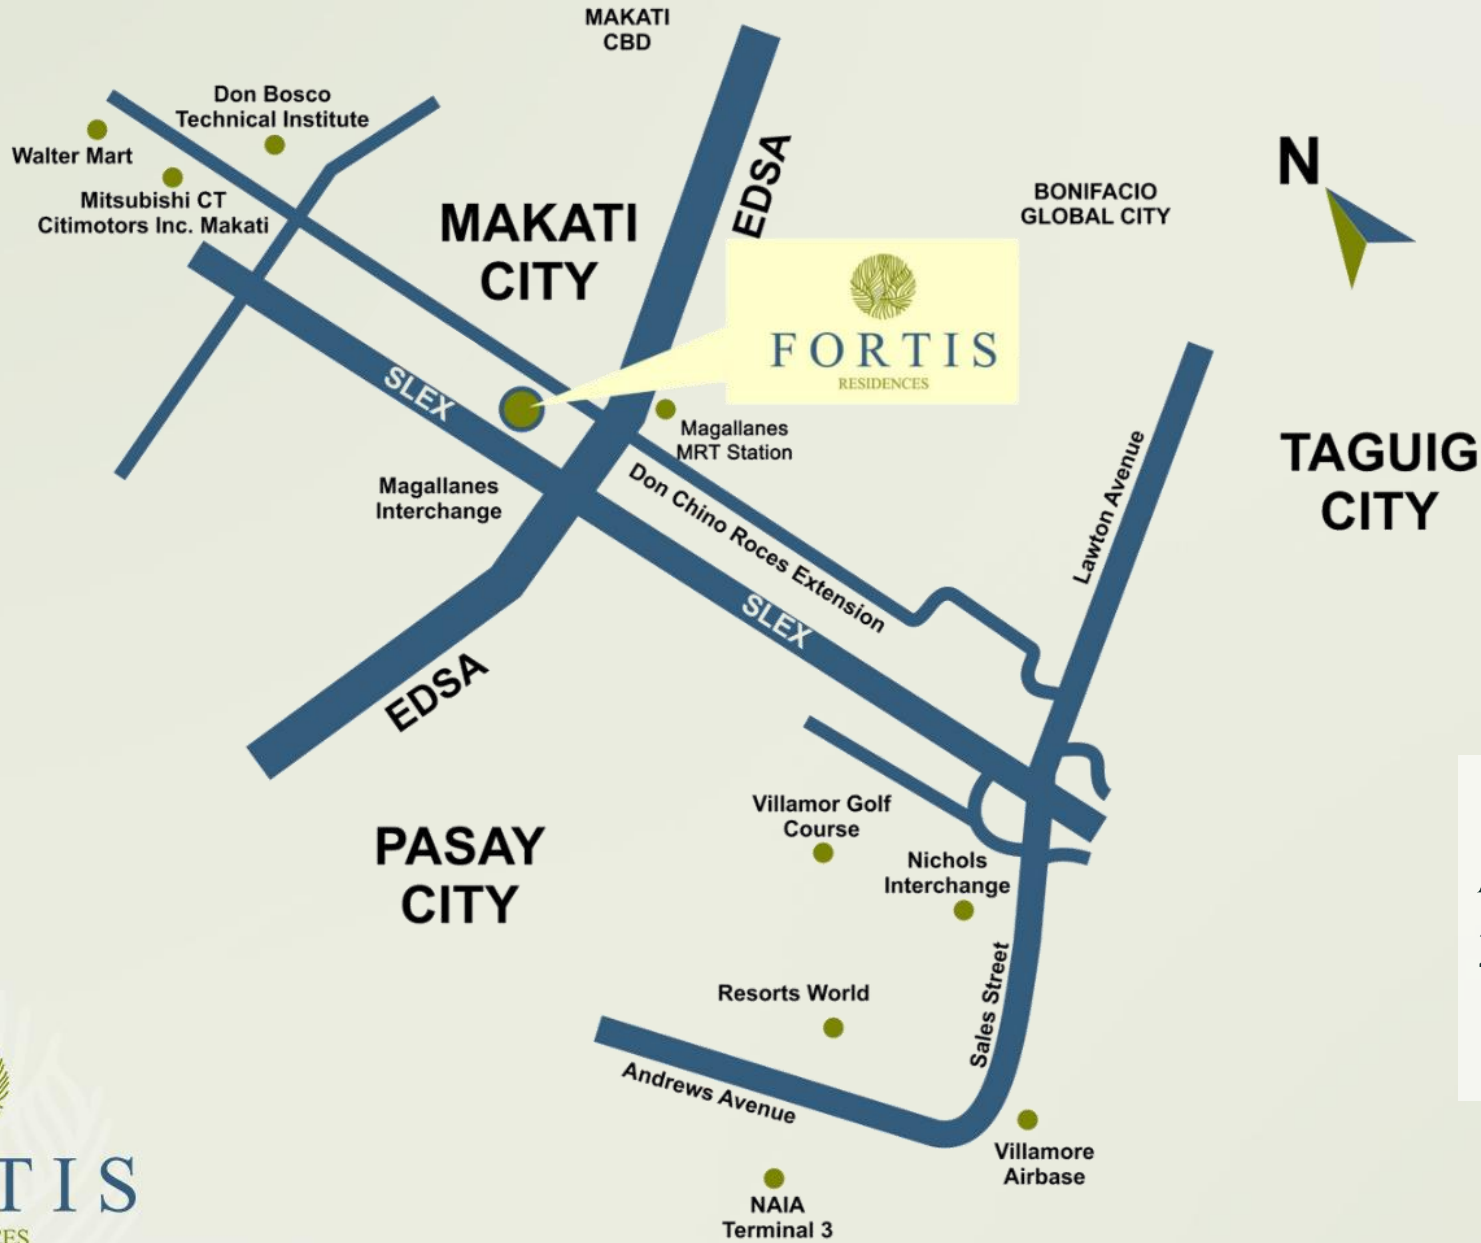 MAKATI
CBD
Don Bosco
Technical Institute
Walter Mart
Mitsubishi CT
Citimotors Inc. Makati
MAKATI
CITY
EDSA
BONIFACIO
GLOBAL CITY
N
FORTIS
RESIDENCES
SLEX
Magallanes
MRT Station
Magallanes
Interchange
Don Chino Roces Extension
Lawton Avenue
TAGUIG
CITY
SLEX
EDSA
PASAY
CITY
Villamor Golf
Course
Nichols
Interchange
Resorts World
Sales Street
Andrews Avenue
Villamore
Airbase
NAIA
Terminal 3
TIS